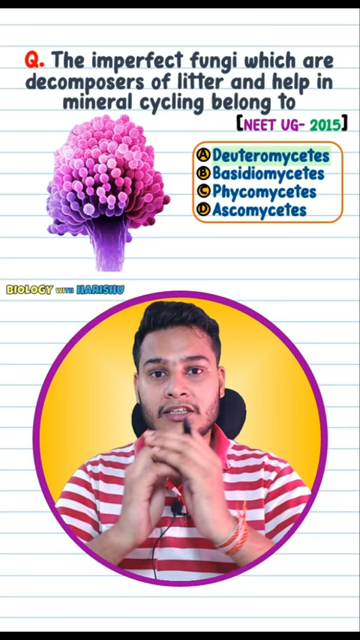 Q. The imperfect fungi which are
decomposers of litter and help in
mineral cycling belong to
[NEET UG- 2015]
A Deuteromycetes
B Basidiomycetes
C Phycomycetes
D Ascomycetes
BIOLOGY WITH HARISHU